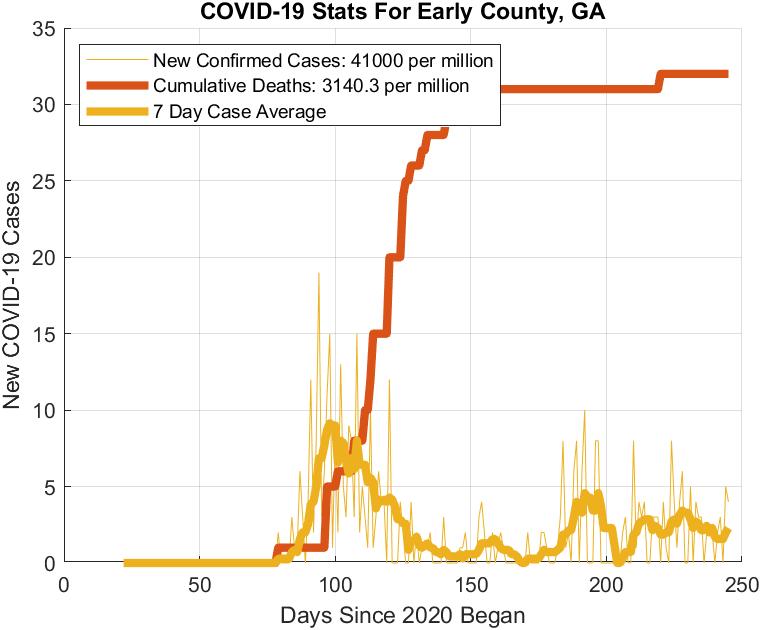 COVID-19 Stats For Early County, GA
New Confirmed Cases: 41000 per million
Cumulative Deaths: 3140.3 per million
7 Day Case Average
New COVID-19 Cases
35
30
25
20
15
10
5
0
0 50 100 150 200 250
Days Since 2020 Began